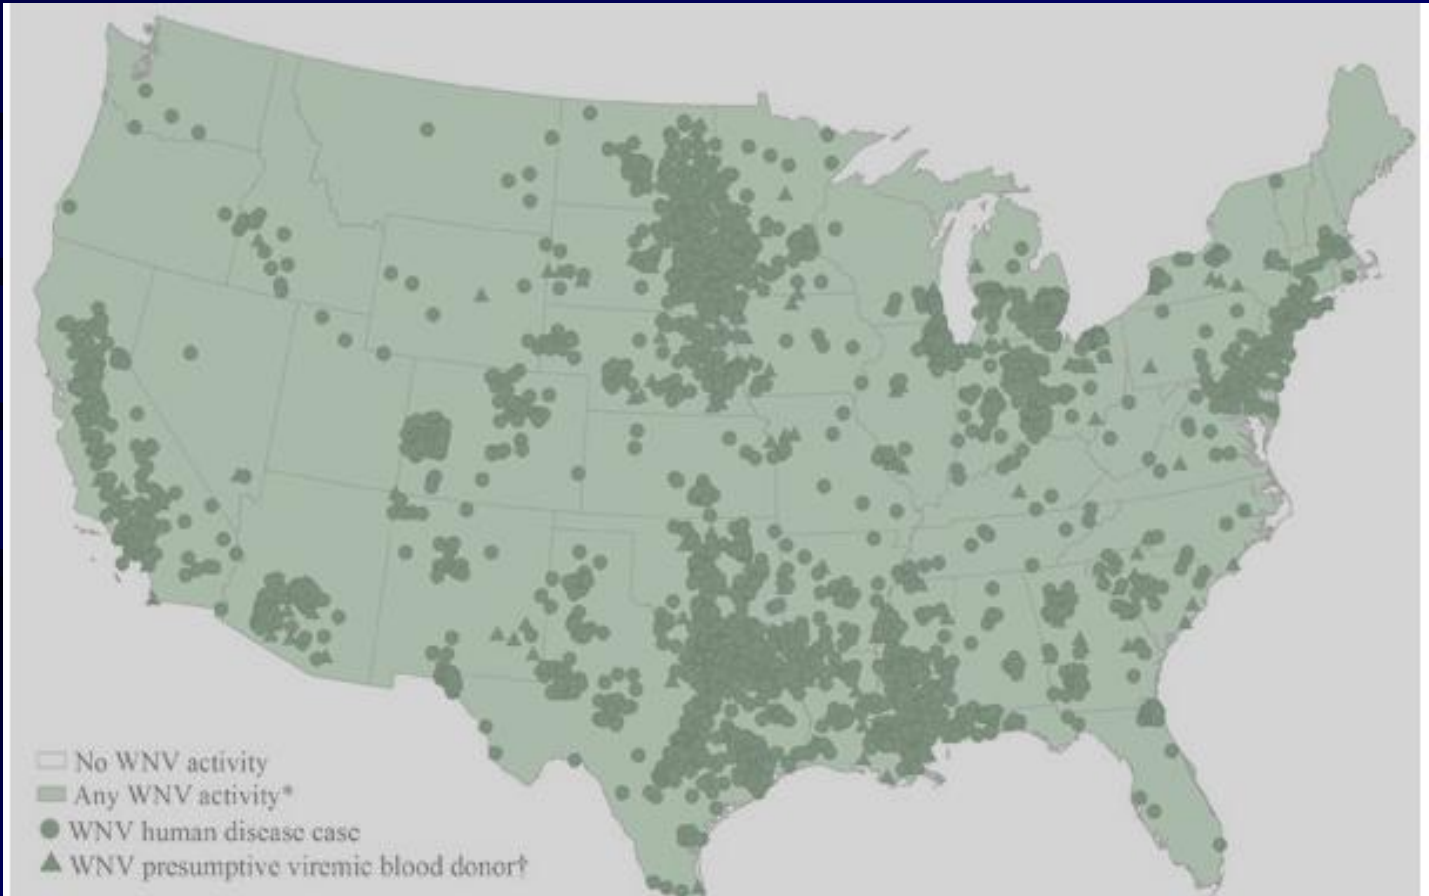 No WNV activity
Any WNV activity*
WNV human disease case
WNV presumptive viremic blood donor†